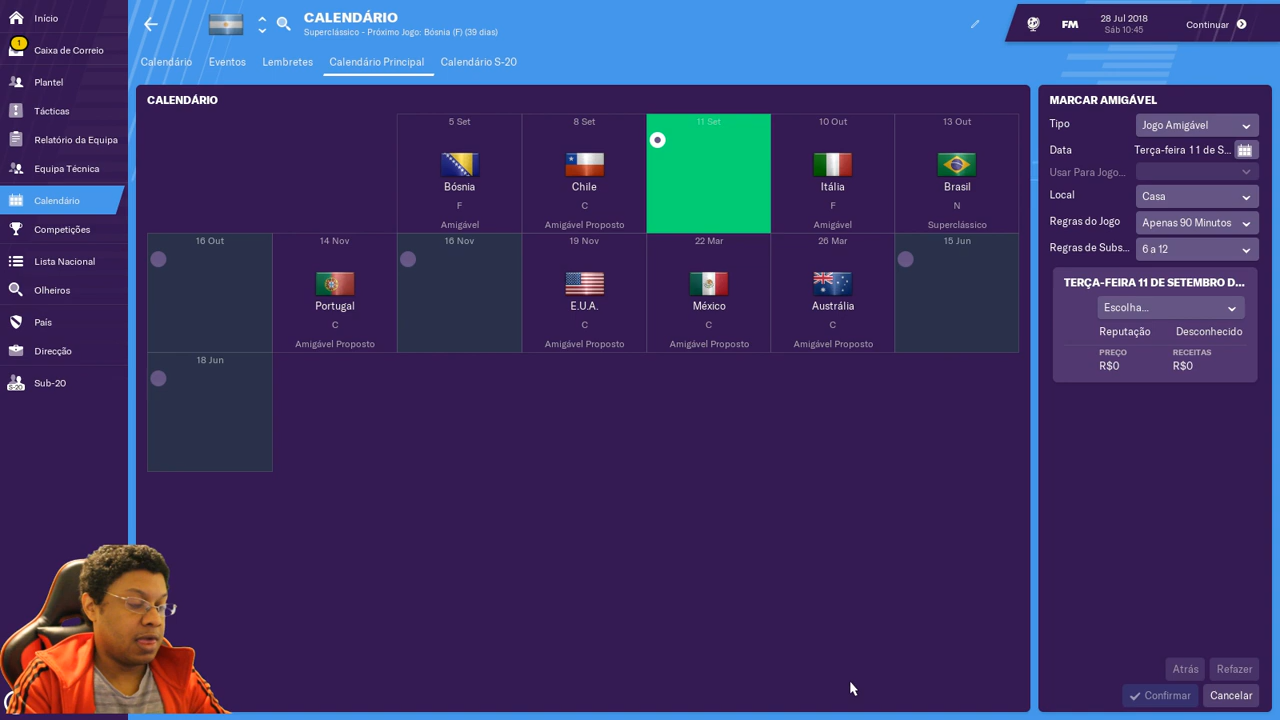 Início
1
Caixa de Correio
Plantel
Tácticas
Relatório da Equipa
Equipa Técnica
Calendário
Competições
Lista Nacional
Olheiros
País
Direcção
S-20
Sub-20
CALENDÁRIO
Superclássico - Próximo Jogo: Bósnia (F) (39 dias)
FM
28 Jul 2018
Sáb 10:45
Continuar
Calendário
Eventos
Lembretes
Calendário Principal
Calendário S-20
CALENDÁRIO
5 Set
8 Set
11 Set
10 Out
13 Out
Bósnia
Chile
Itália
Brasil
F
C
F
N
Amigável
Amigável Proposto
Amigável
Superclássico
16 Out
14 Nov
16 Nov
19 Nov
22 Mar
26 Mar
15 Jun
Portugal
E.U.A.
México
Austrália
C
C
C
C
Amigável Proposto
Amigável Proposto
Amigável Proposto
Amigável Proposto
18 Jun
MARCAR AMIGÁVEL
Tipo
Jogo Amigável
Data
Terça-feira 11 de S...
Usar Para Jogo...
Local
Casa
Regras do Jogo
Apenas 90 Minutos
Regras de Subs...
6 a 12
TERÇA-FEIRA 11 DE SETEMBRO D...
Escolha...
Reputação
Desconhecido
PREÇO
RECEITAS
R$0
R$0
Atrás
Refazer
Confirmar
Cancelar